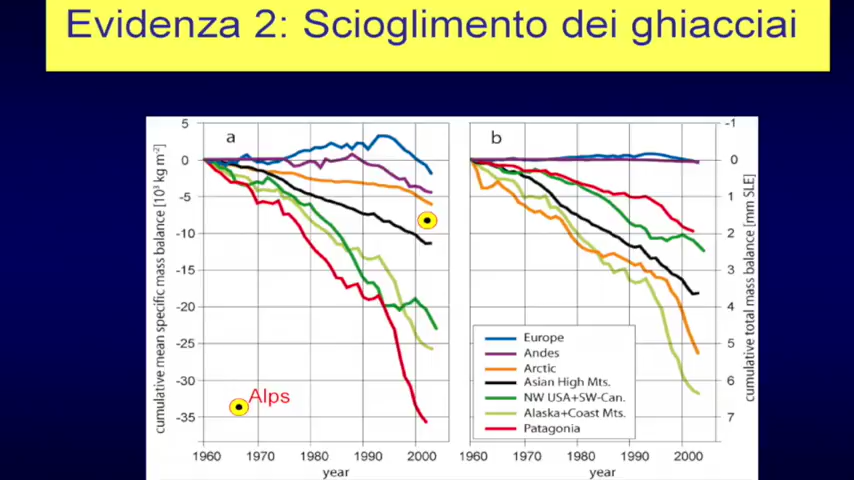 Evidenza 2: Scioglimento dei ghiacciai
a
b
cumulative mean specific mass balance [10³ kg m⁻²]
5
0
-5
-10
-15
-20
-25
-30
-35
1960 1970 1980 1990 2000
year
Alps
1960 1970 1980 1990 2000
year
Europe
Andes
Arctic
Asian High Mts.
NW USA+SW-Can.
Alaska+Coast Mts.
Patagonia
-1
0
1
2
3
4
5
6
7
cumulative total mass balance [mm SLE]